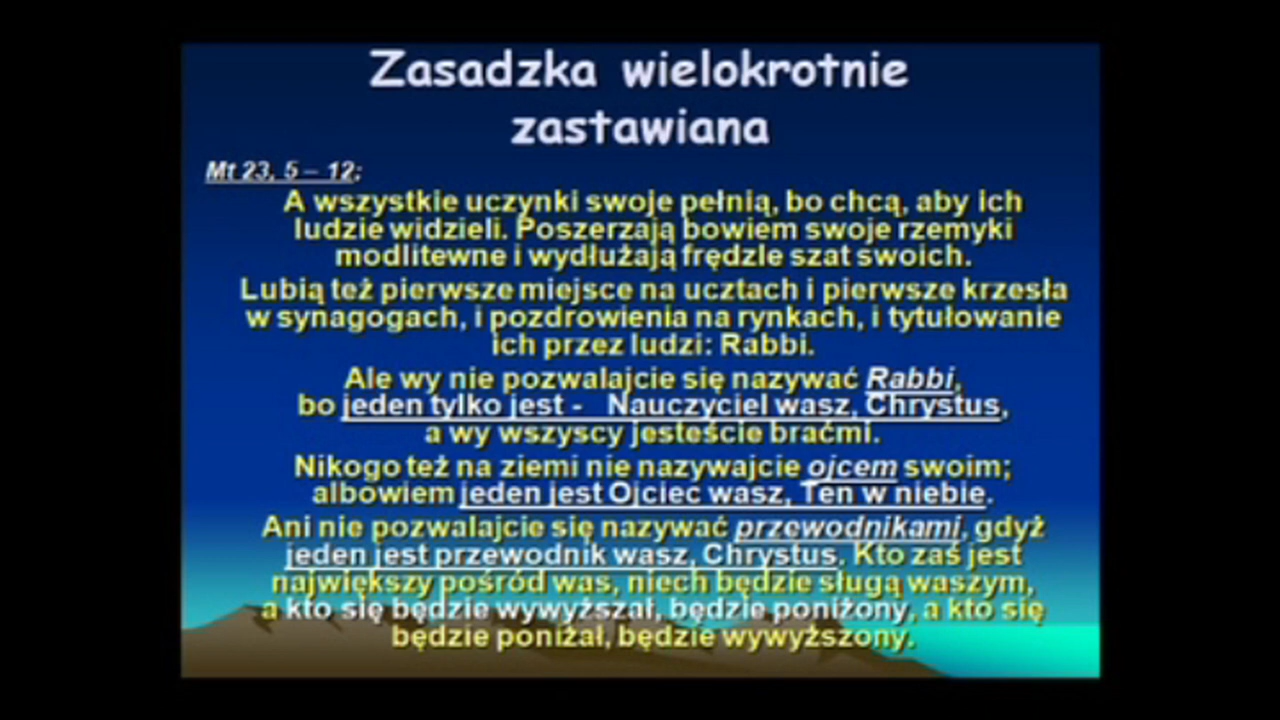 Zasadzka wielokrotnie
zastawiana
Mt 23, 5 – 12;
A wszystkie uczynki swoje pełnią, bo chcą, aby ich
ludzie widzieli. Poszerzają bowiem swoje rzemyki
modlitewne i wydłużają frędzle szat swoich.
Lubią też pierwsze miejsce na ucztach i pierwsze krzesła
w synagogach, i pozdrowienia na rynkach, i tytułowanie
ich przez ludzi: Rabbi.
Ale wy nie pozwalajcie się nazywać Rabbi,
bo jeden tylko jest - Nauczyciel wasz, Chrystus,
a wy wszyscy jesteście braćmi.
Nikogo też na ziemi nie nazywajcie ojcem swoim;
albowiem jeden jest Ojciec wasz, Ten w niebie.
Ani nie pozwalajcie się nazywać przewodnikami, gdyż
jeden jest przewodnik wasz, Chrystus. Kto zaś jest
największy pośród was, niech będzie sługą waszym,
a kto się będzie wywyższał, będzie poniżony, a kto się
będzie poniżał, będzie wywyższony.